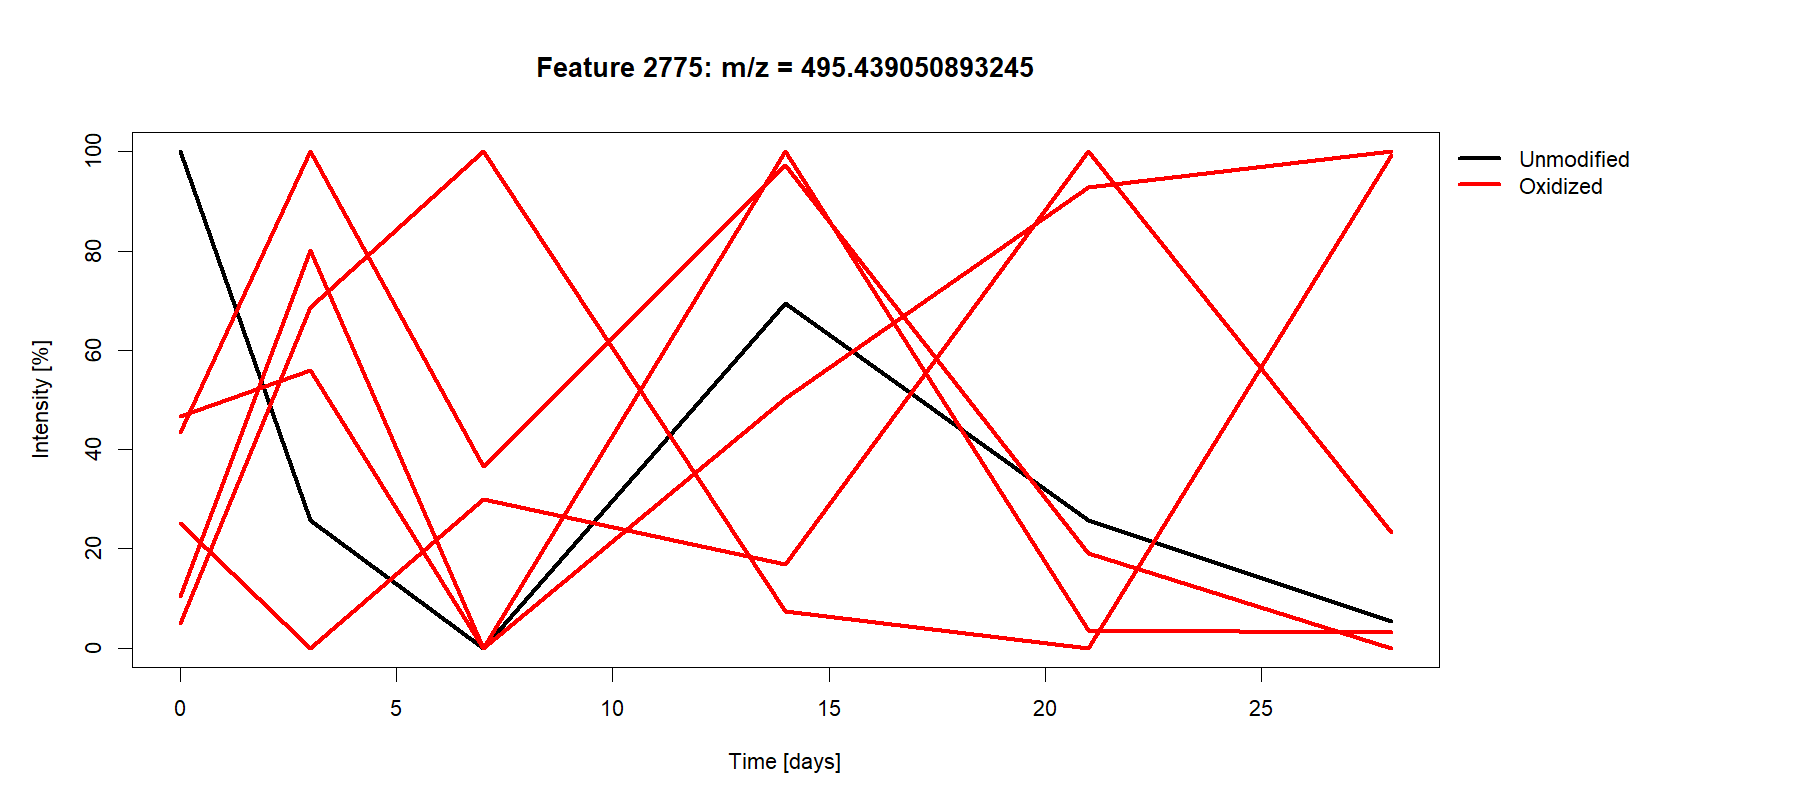 Feature 2775: m/z = 495.439050893245
Unmodified
Oxidized
Intensity [%]
100
80
60
40
20
0
0 5 10 15 20 25
Time [days]